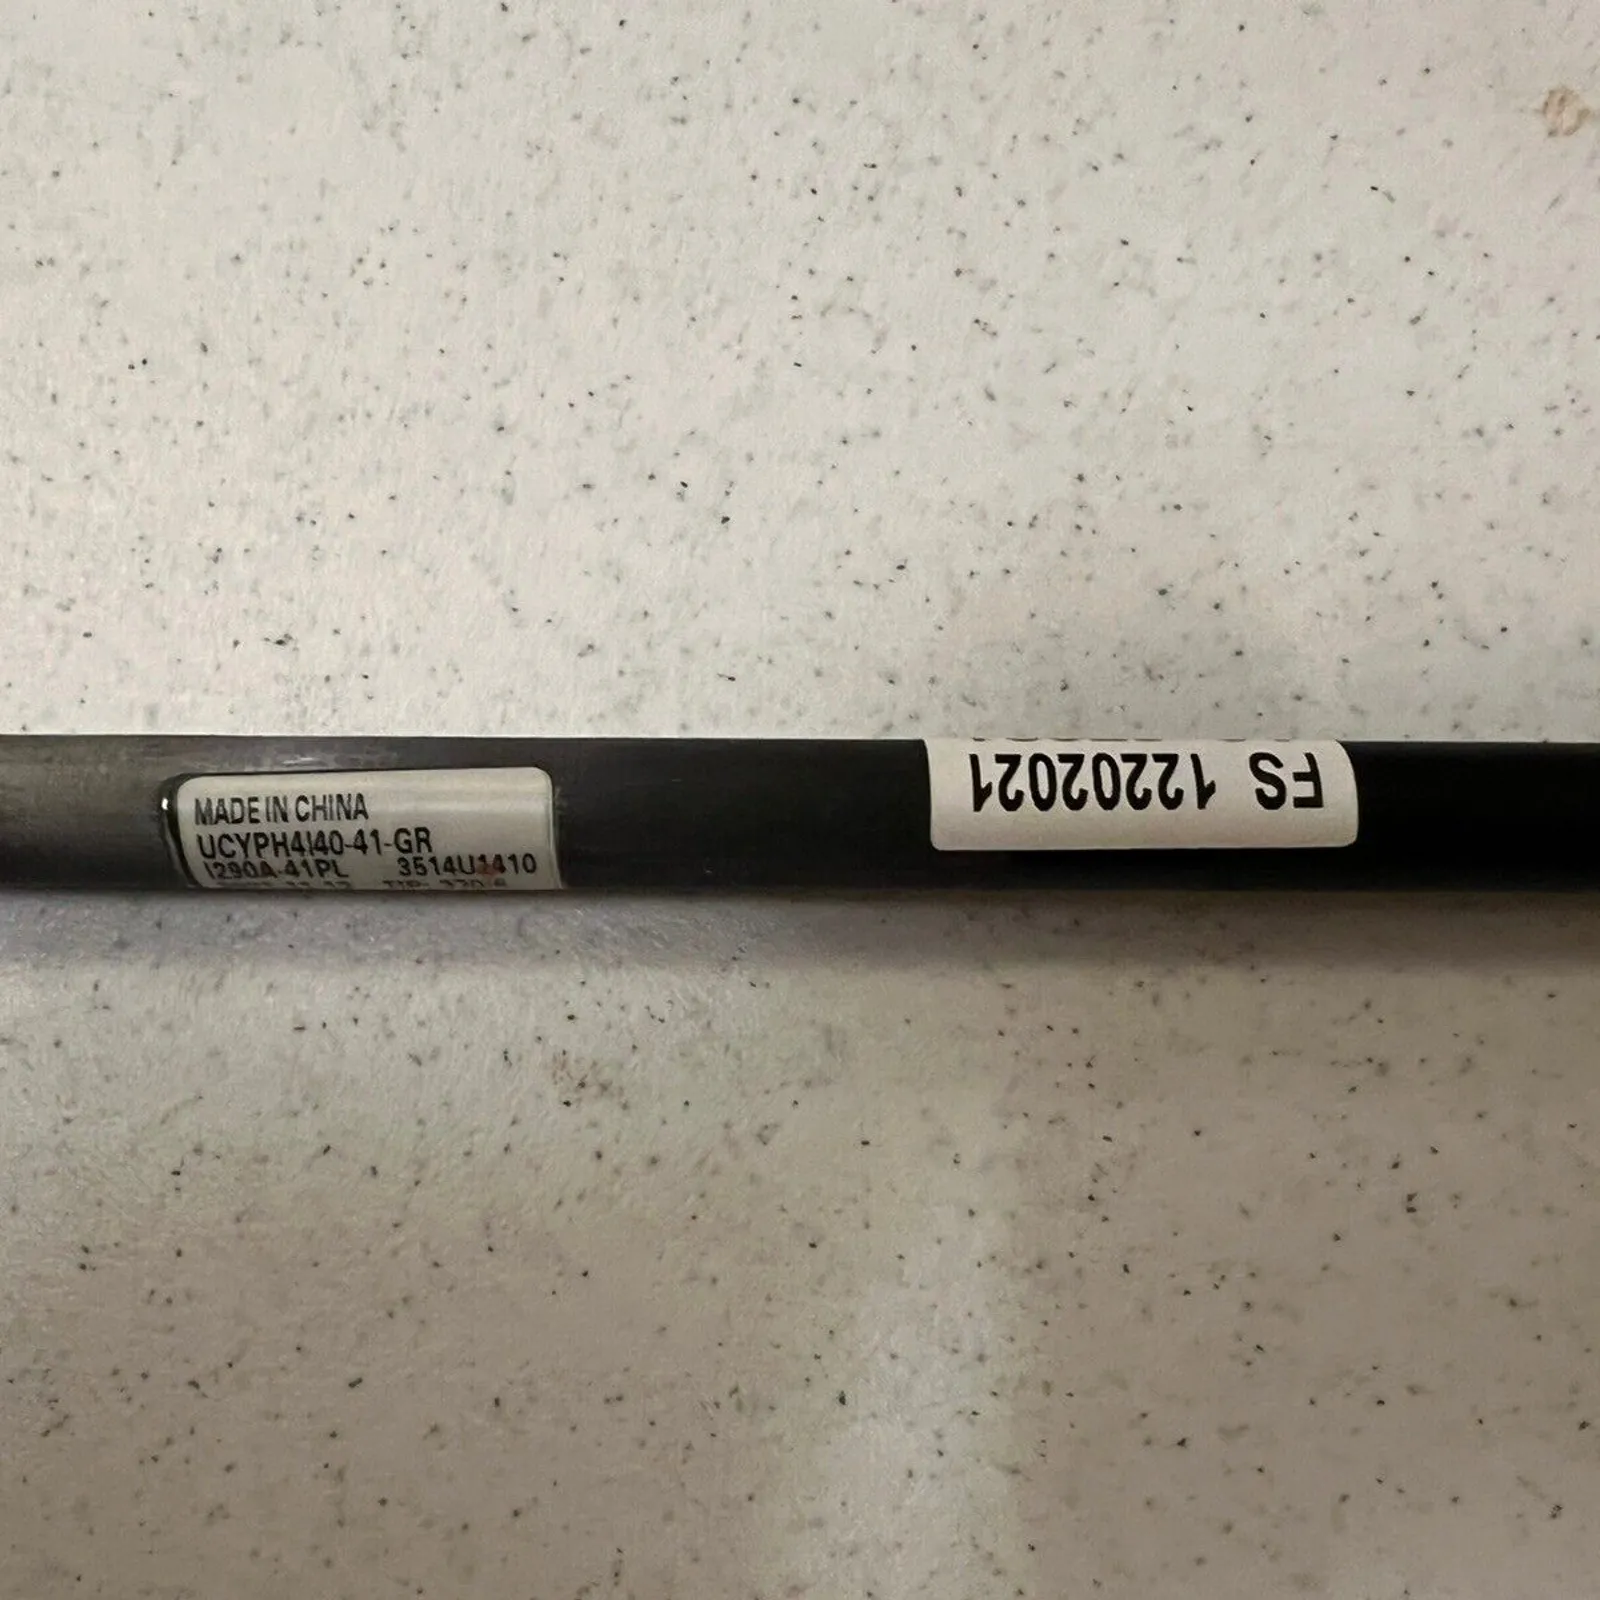 MADE IN CHINA
UCYPH4I40-41-GR
I290A-41PL 3514U1410
FS 12202021